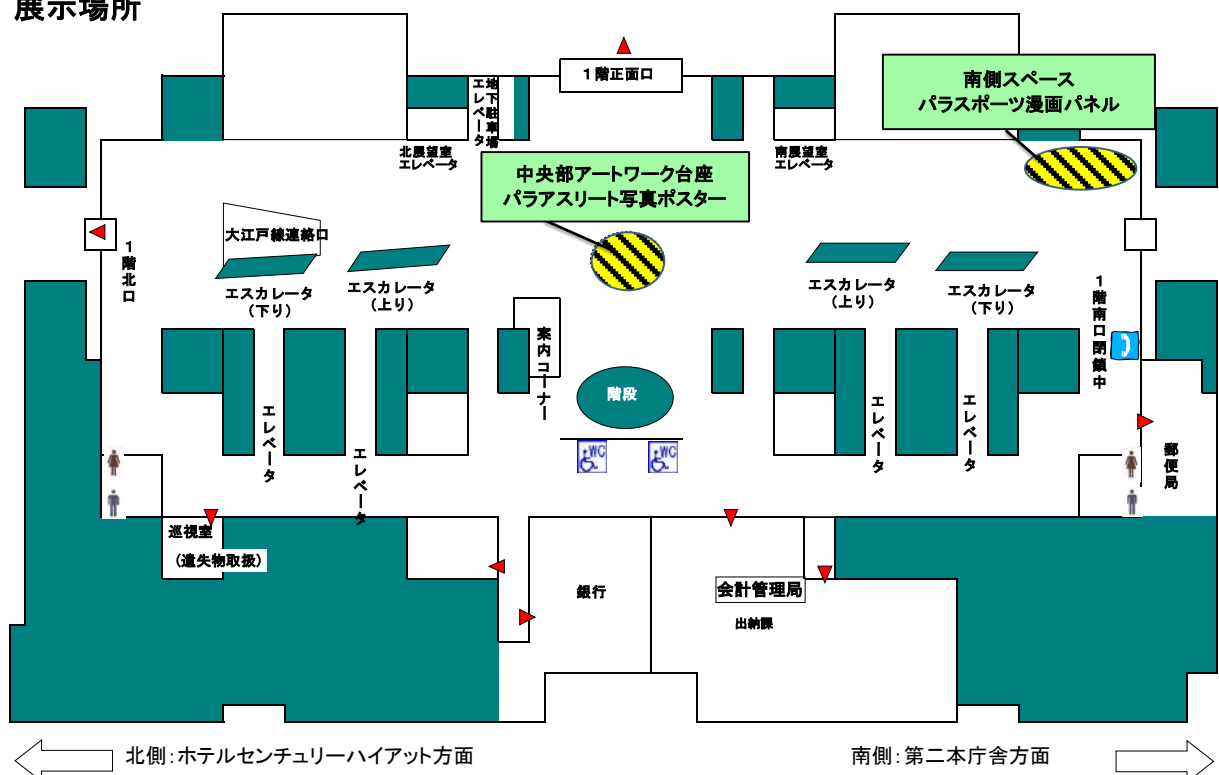 展示場所
1階正面口
地下駐車場
エレベータ
南側スペース
パラスポーツ漫画パネル
北展望室
エレベータ
南展望室
エレベータ
中央部アートワーク台座
パラアスリート写真ポスター
大江戸線連絡口
1階北口
エスカレータ
(下り)
エスカレータ
(上り)
エスカレータ
(上り)
エスカレータ
(下り)
1階南口閉鎖中
案内コーナー
階段
エレベータ
エレベータ
エレベータ
エレベータ
WC
WC
郵便局
巡視室
(遺失物取扱)
銀行
会計管理局
出納課
北側:ホテルセンチュリーハイアット方面
南側:第二本庁舎方面